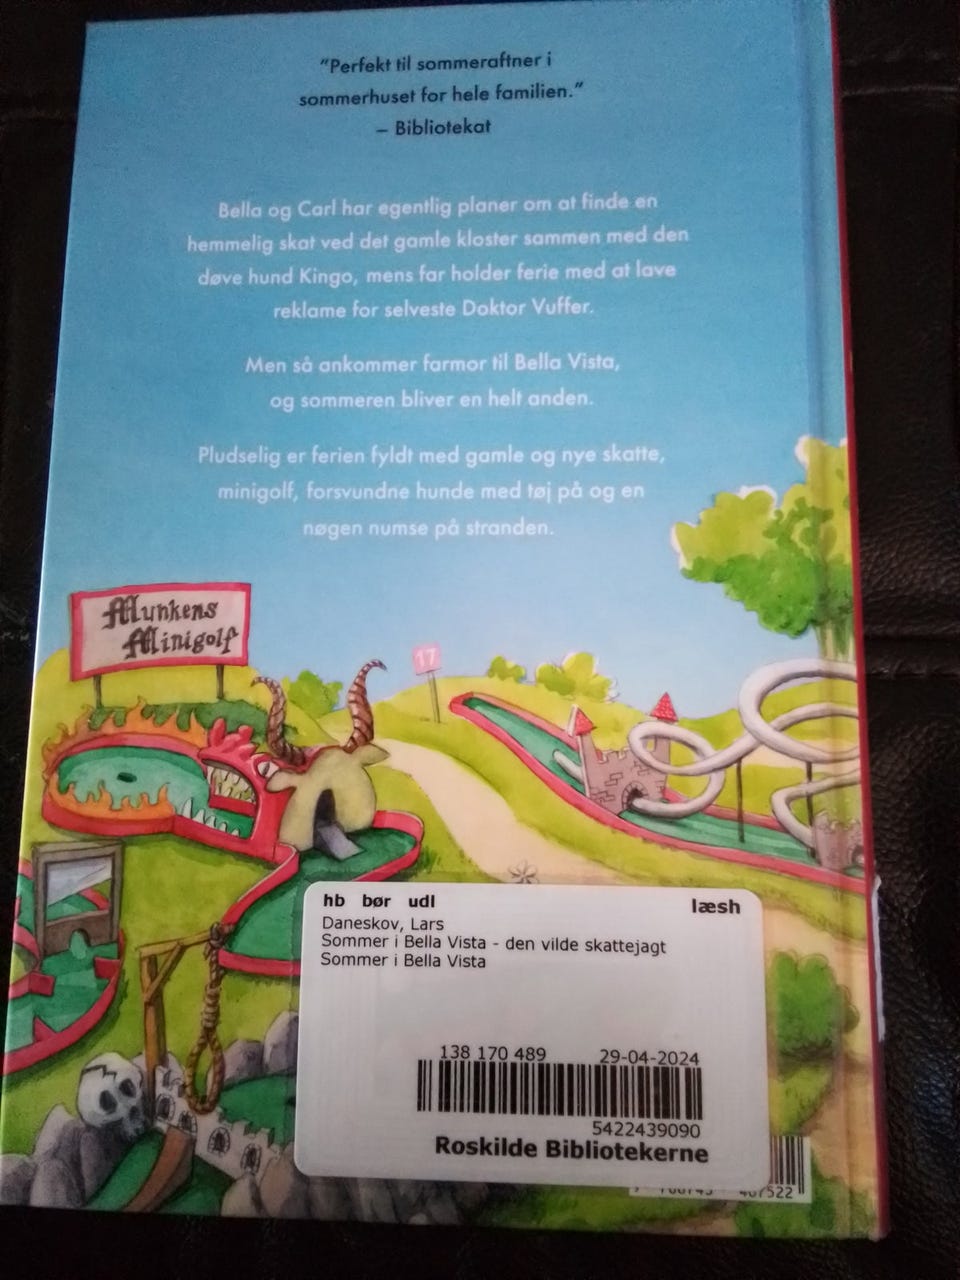 "Perfekt til sommeraftner i
sommerhuset for hele familien."
– Bibliotekat
Bella og Carl har egentlig planer om at finde en
hemmelig skat ved det gamle kloster sammen med den
døve hund Kingo, mens far holder ferie med at lave
reklame for selveste Doktor Vuffer.
Men så ankommer farmor til Bella Vista,
og sommeren bliver en helt anden.
Pludselig er ferien fyldt med gamle og nye skatte,
minigolf, forsvundne hunde med tøj på og en
nøgen numse på stranden.
Munkens
Minigolf
17
hb bør udl læsh
Daneskov, Lars
Sommer i Bella Vista - den vilde skattejagt
Sommer i Bella Vista
138 170 489 29-04-2024
5422439090
Roskilde Bibliotekerne